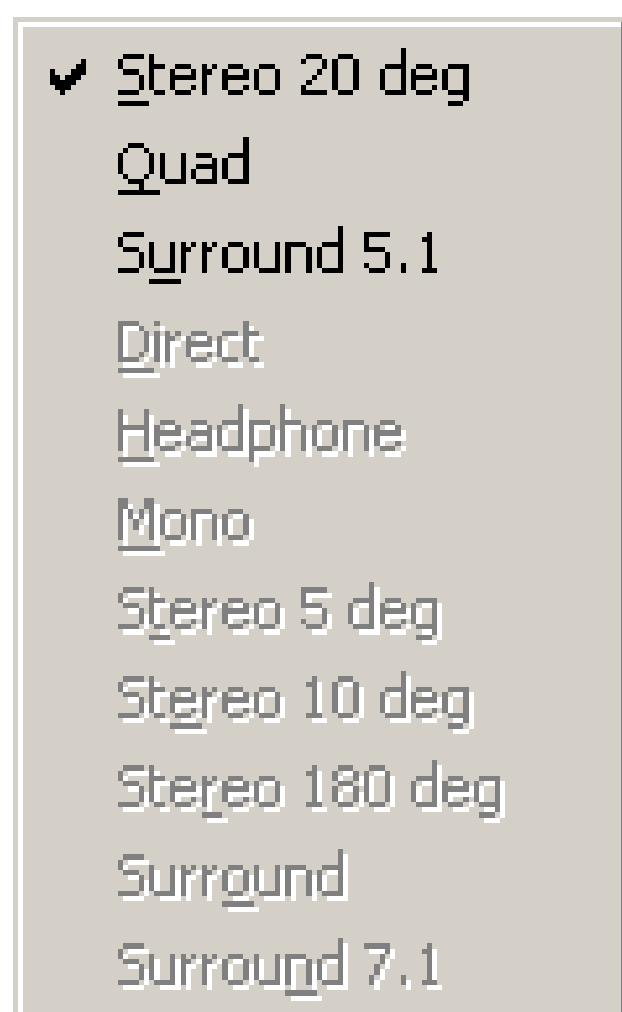 Stereo 20 deg
Quad
Surround 5.1
Direct
Headphone
Mono
Stereo 5 deg
Stereo 10 deg
Stereo 180 deg
Surround
Surround 7.1